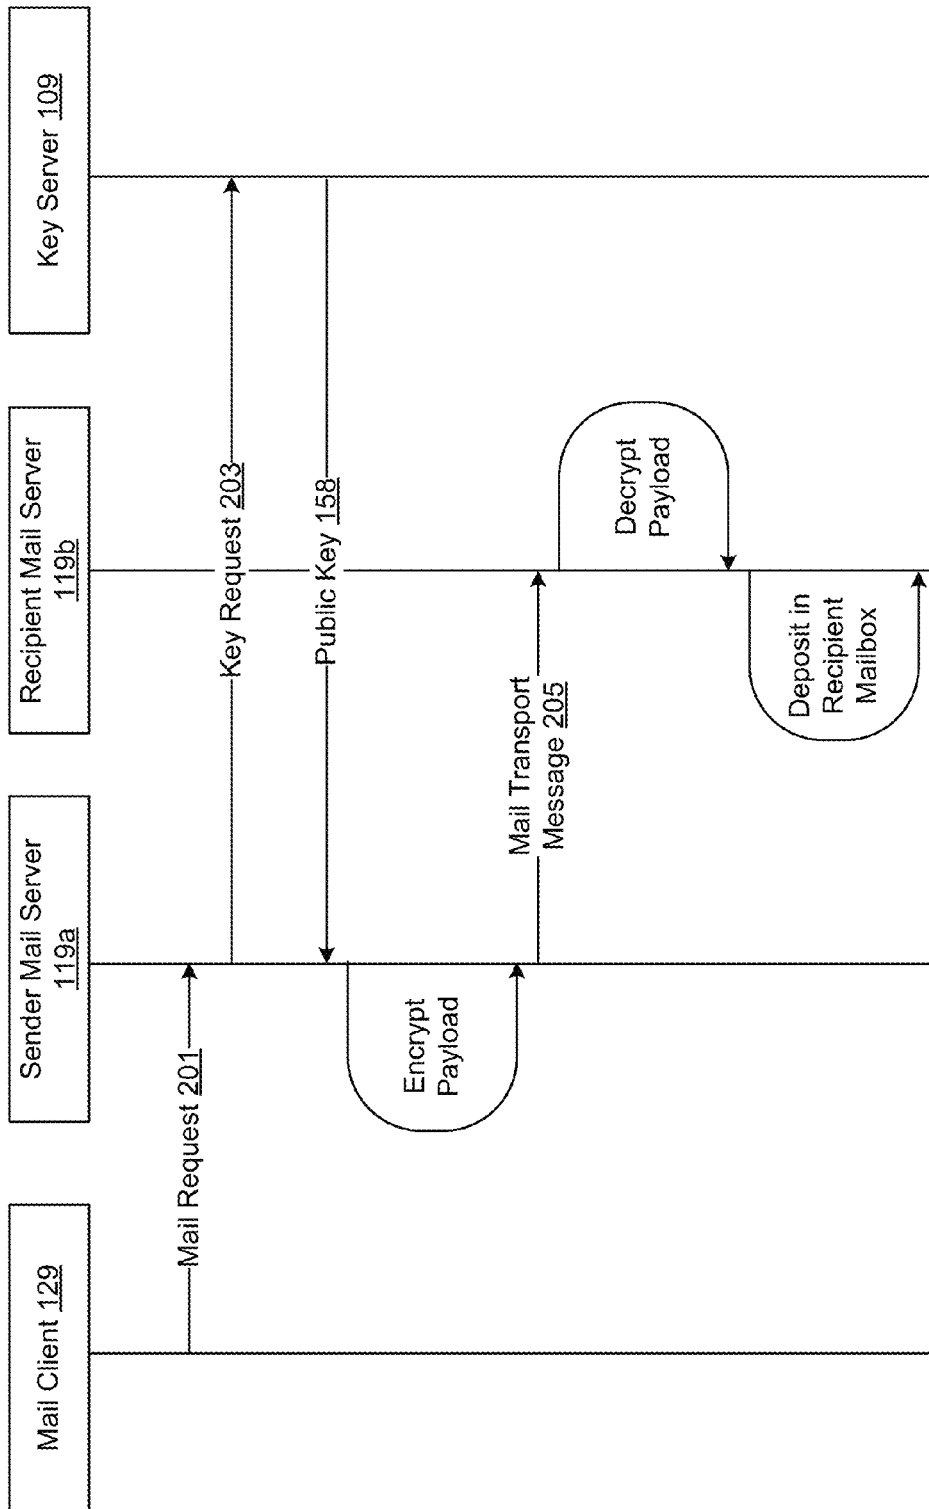 Mail Client 129
Sender Mail Server
119a
Recipient Mail Server
119b
Key Server 109
Mail Request 201
Key Request 203
Public Key 158
Encrypt
Payload
Mail Transport
Message 205
Decrypt
Payload
Deposit in
Recipient
Mailbox